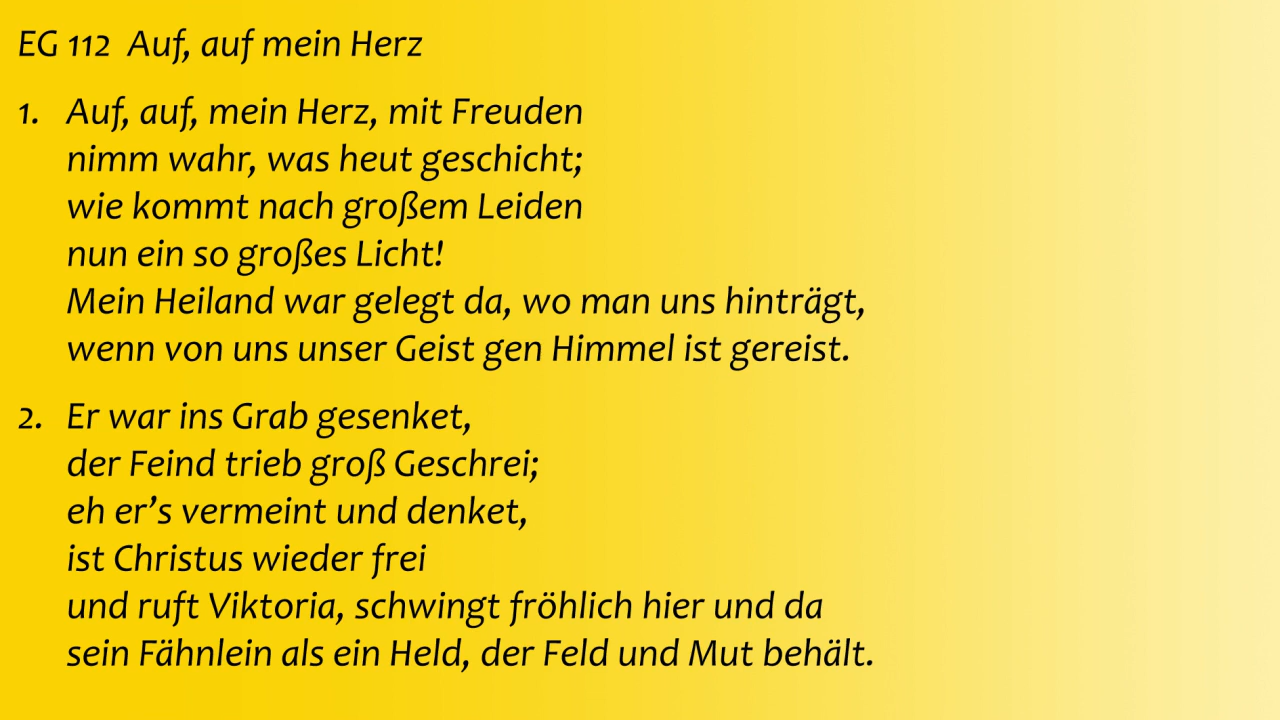 EG 112 Auf, auf mein Herz
1. Auf, auf, mein Herz, mit Freuden
nimm wahr, was heut geschicht;
wie kommt nach großem Leiden
nun ein so großes Licht!
Mein Heiland war gelegt da, wo man uns hinträgt,
wenn von uns unser Geist gen Himmel ist gereist.
2. Er war ins Grab gesenket,
der Feind trieb groß Geschrei;
eh er’s vermeint und denket,
ist Christus wieder frei
und ruft Viktoria, schwingt fröhlich hier und da
sein Fähnlein als ein Held, der Feld und Mut behält.